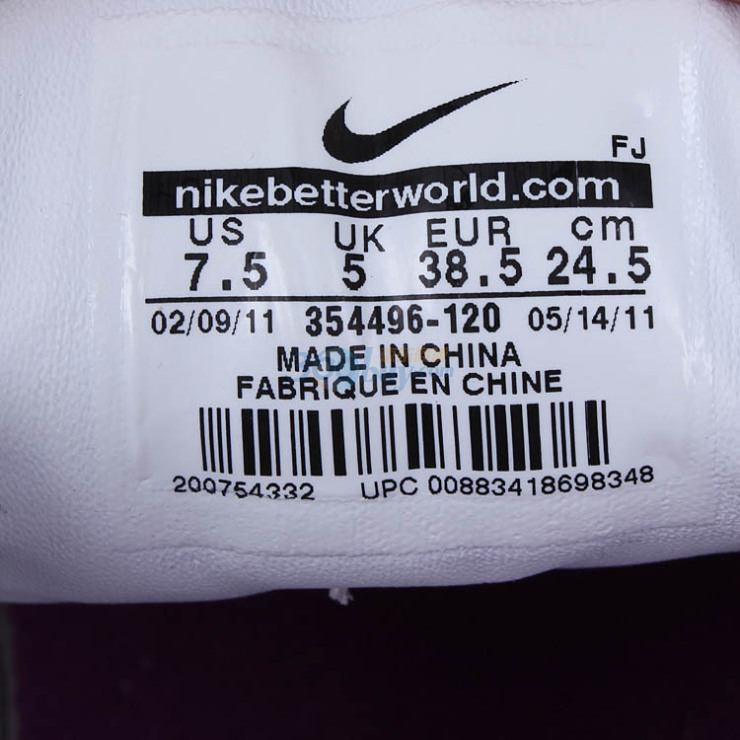 FJ
nikebetterworld.com
US UK EUR cm
7.5 5 38.5 24.5
02/09/11 354496-120 05/14/11
MADE IN CHINA
FABRIQUE EN CHINE
200754332 UPC 00883418698348